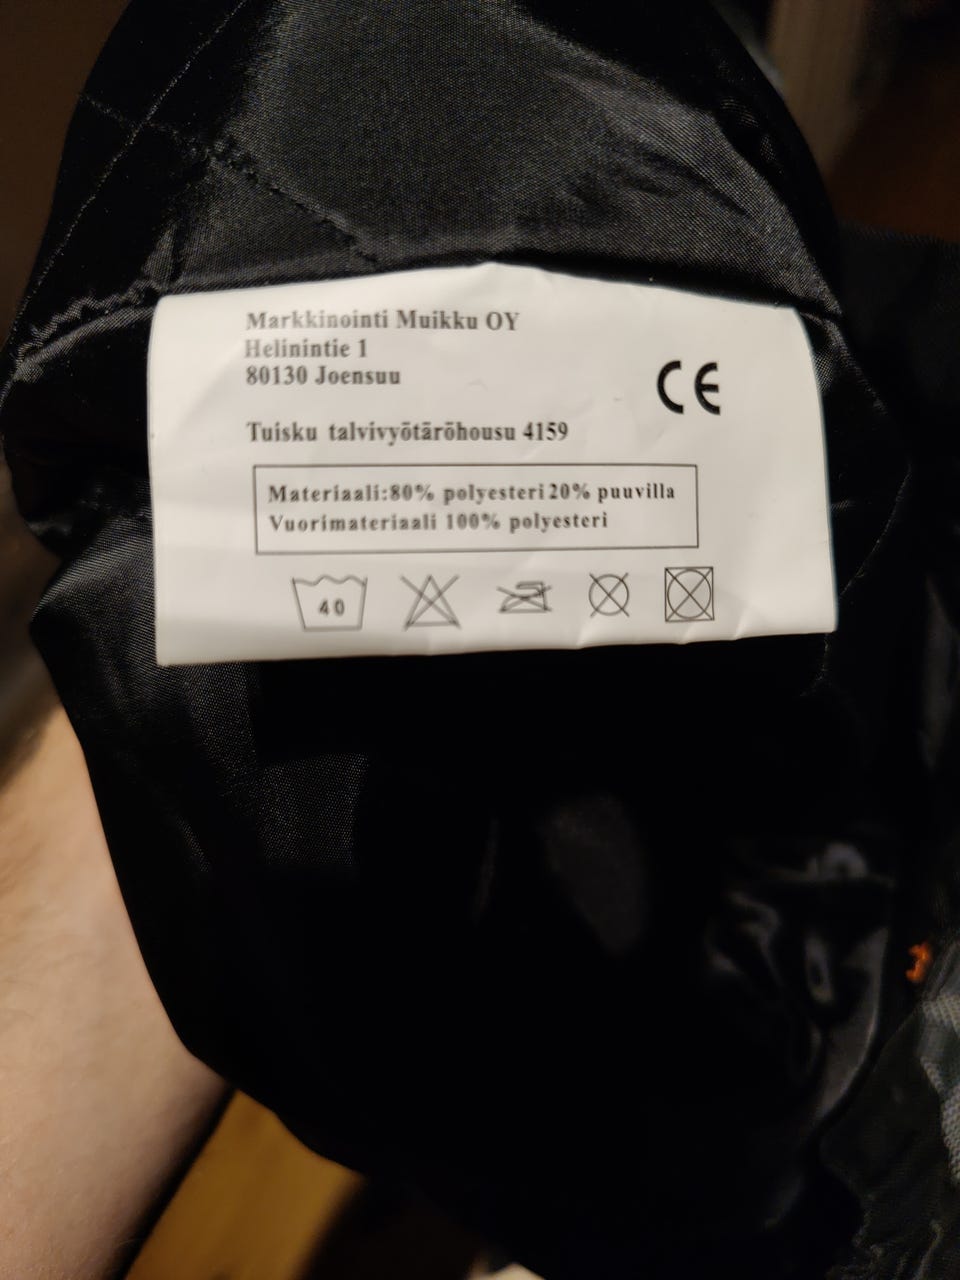 Markkinointi Muikku OY
Helinintie 1
80130 Joensuu
CE
Tuisku talvivyötäröhousu 4159
Materiaali:80% polyesteri 20% puuvilla
Vuorimateriaali 100% polyesteri
40